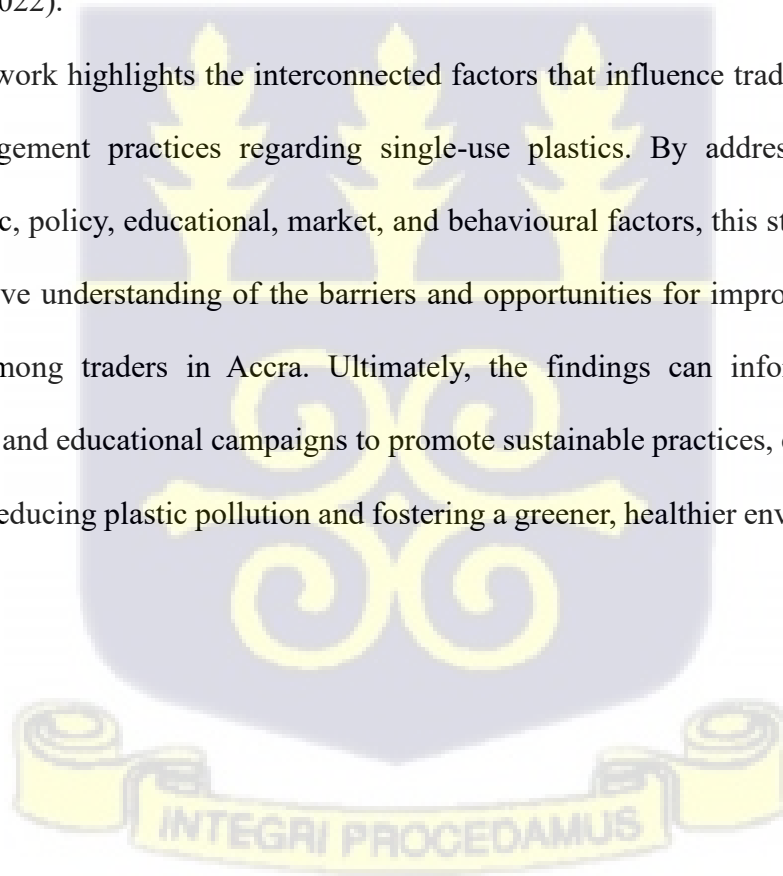 022).
work highlights the interconnected factors that influence trad
gement practices regarding single-use plastics. By addres
c, policy, educational, market, and behavioural factors, this st
ve understanding of the barriers and opportunities for impro
mong traders in Accra. Ultimately, the findings can info
and educational campaigns to promote sustainable practices,
educing plastic pollution and fostering a greener, healthier env
INTEGRI PROCEDAMUS